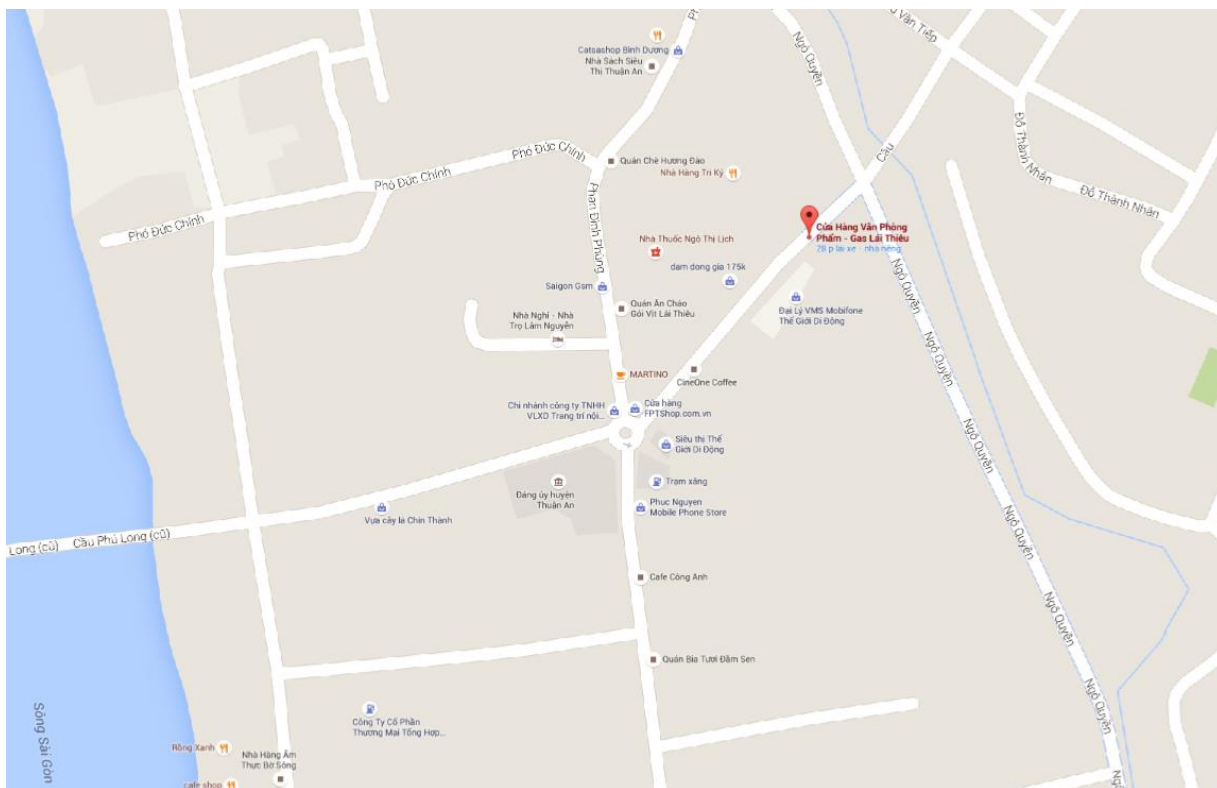 Văn Tiếp
Ngô Quyền
Catsashop Bình Dương
Nhà Sách Siêu
Thị Thuận An
Đỗ Thành Nhân
Cầu
Phó Đức Chính
Quán Chè Hương Đào
Nhà Hàng Tri Kỷ
Phó Đức Chính
Đỗ Thành Nhân
Phan Đình Phùng
Phó Đức Chính
Cửa Hàng Văn Phòng
Phẩm - Gas Lái Thiêu
28 p lái xe - nhà riêng
Nhà Thuốc Ngô Thị Lịch
dam dong gia 175k
Ngô Quyền
Saigon Gsm
Quán Ăn Cháo
Gỏi Vịt Lái Thiêu
Đại Lý VMS Mobifone
Thế Giới Di Động
Nhà Nghỉ - Nhà
Trọ Lâm Nguyễn
Ngô Quyền
MARTINO
CineOne Coffee
Chi nhánh công ty TNHH
VLXD Trang trí nội...
Cửa hàng
FPTShop.com.vn
Ngô Quyền
Siêu thị Thế
Giới Di Động
Trạm xăng
Đảng ủy huyện
Thuận An
Phuc Nguyen
Mobile Phone Store
Vựa cây lá Chín Thành
Ngô Quyền
Long (cũ)
Cầu Phú Long (cũ)
Cafe Công Anh
Ngô Quyền
Quán Bia Tươi Đầm Sen
Ngô Quyền
Sông Sài Gòn
Công Ty Cổ Phần
Thương Mại Tổng Hợp...
Rồng Xanh
Nhà Hàng Ẩm
Thực Bờ Sông
cafe shop